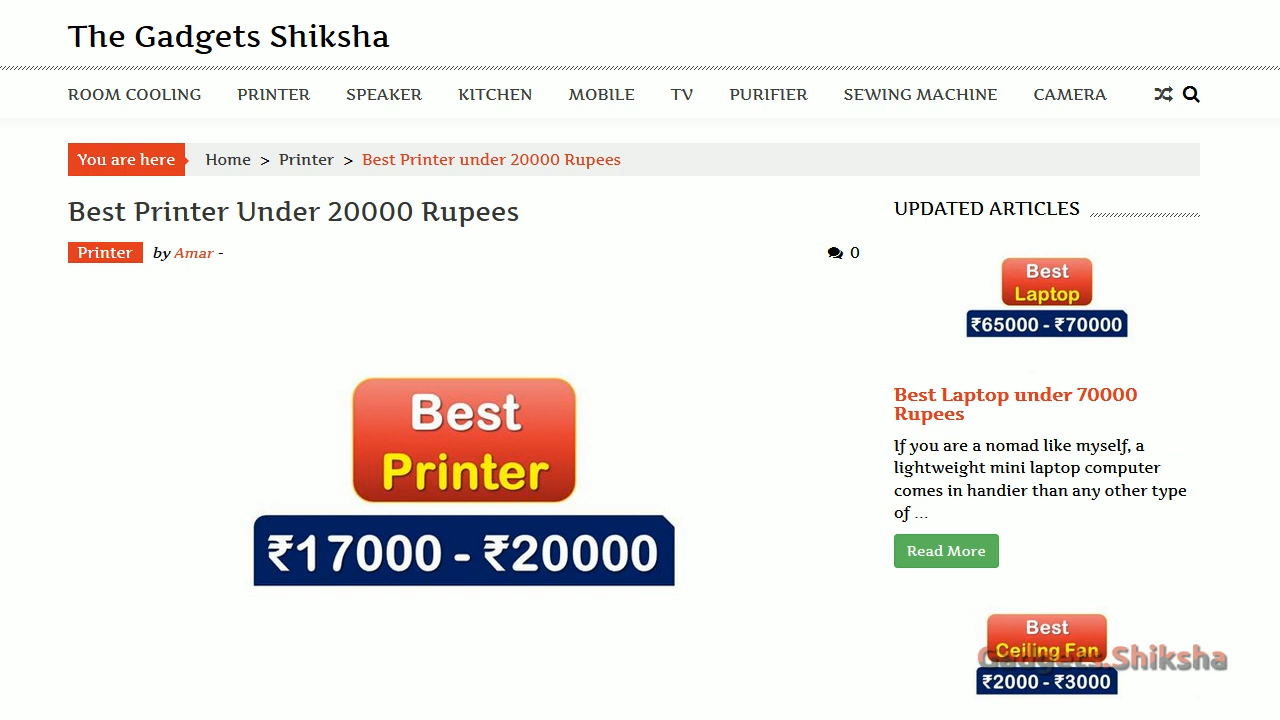 The Gadgets Shiksha
ROOM COOLING PRINTER SPEAKER KITCHEN MOBILE TV PURIFIER SEWING MACHINE CAMERA
You are here Home > Printer > Best Printer under 20000 Rupees
Best Printer Under 20000 Rupees
Printer by Amar - 0
Best
Printer
₹17000 - ₹20000
UPDATED ARTICLES
Best
Laptop
₹65000 - ₹70000
Best Laptop under 70000
Rupees
If you are a nomad like myself, a
lightweight mini laptop computer
comes in handier than any other type
of ...
Read More
Best
Ceiling Fan
₹2000 - ₹3000
Gadgets.Shiksha